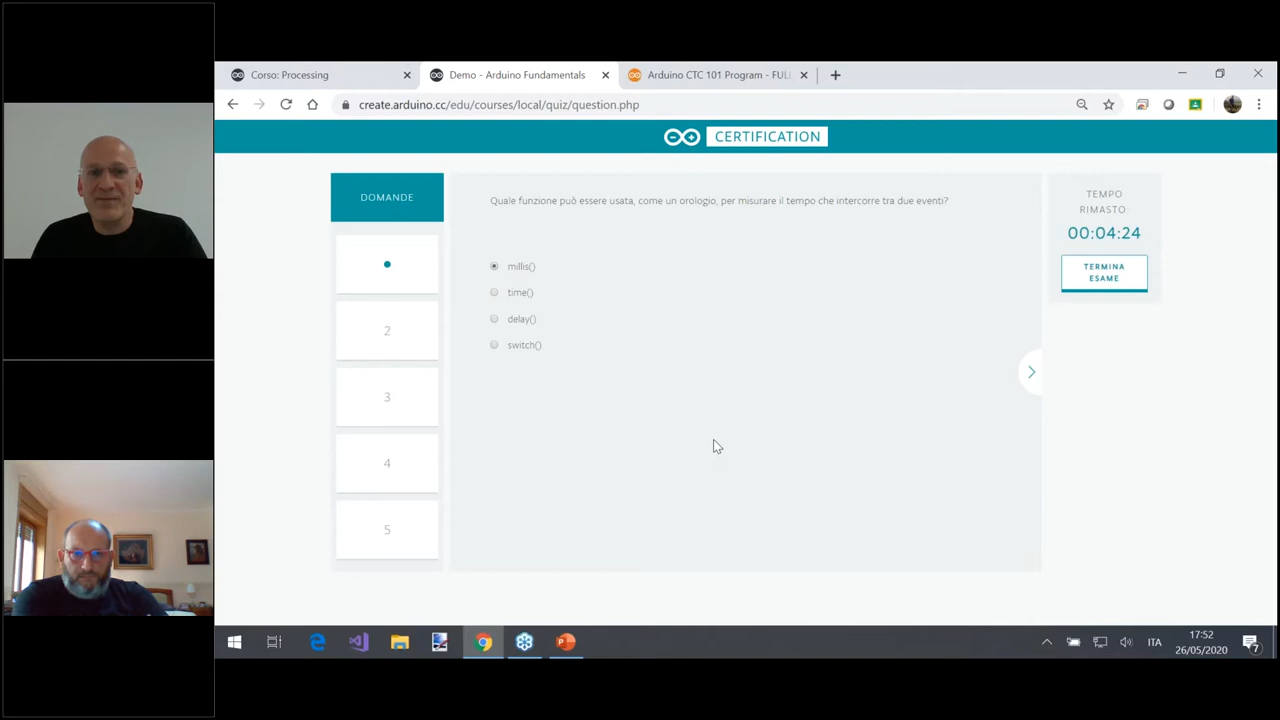 Corso: Processing
Demo - Arduino Fundamentals
Arduino CTC 101 Program - FULL
create.arduino.cc/edu/courses/local/quiz/question.php
CERTIFICATION
DOMANDE
2
3
4
5
Quale funzione può essere usata, come un orologio, per misurare il tempo che intercorre tra due eventi?
millis()
time()
delay()
switch()
TEMPO
RIMASTO:
00:04:24
TERMINA
ESAME
ITA
17:52
26/05/2020
7